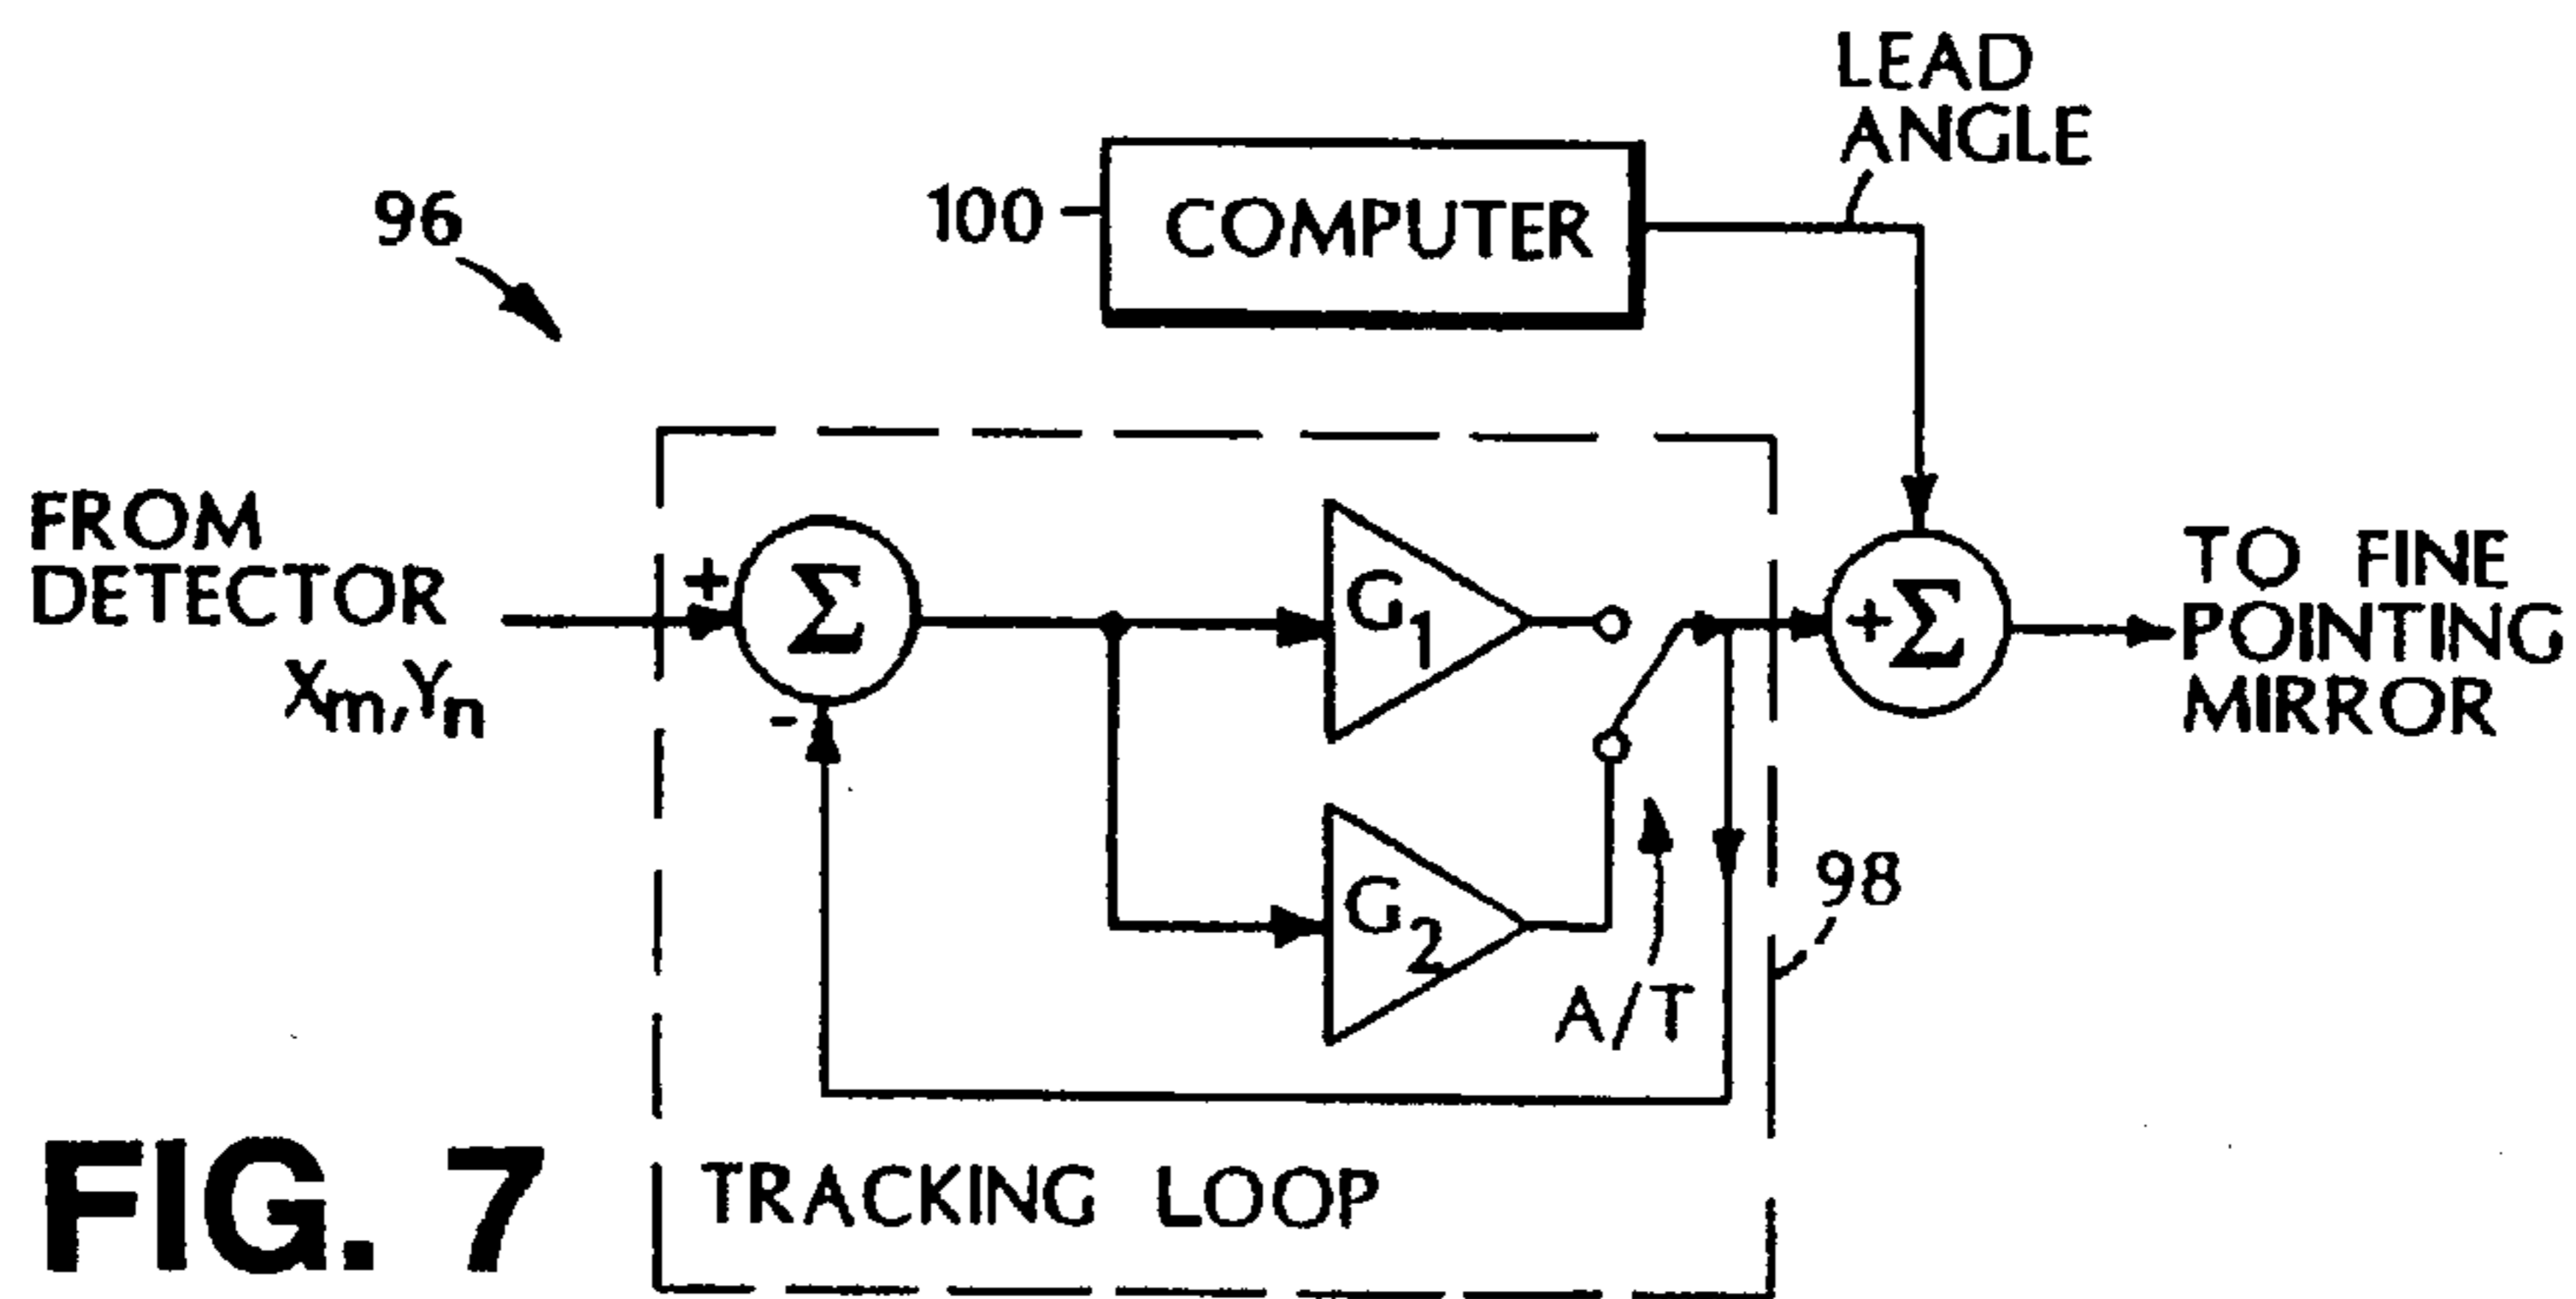 LEAD
ANGLE
96
100
COMPUTER
FROM
DETECTOR
Xm,Yn
+
Σ
-
G1
G2
A/T
+Σ
TO FINE
POINTING
MIRROR
98
TRACKING LOOP
FIG. 7